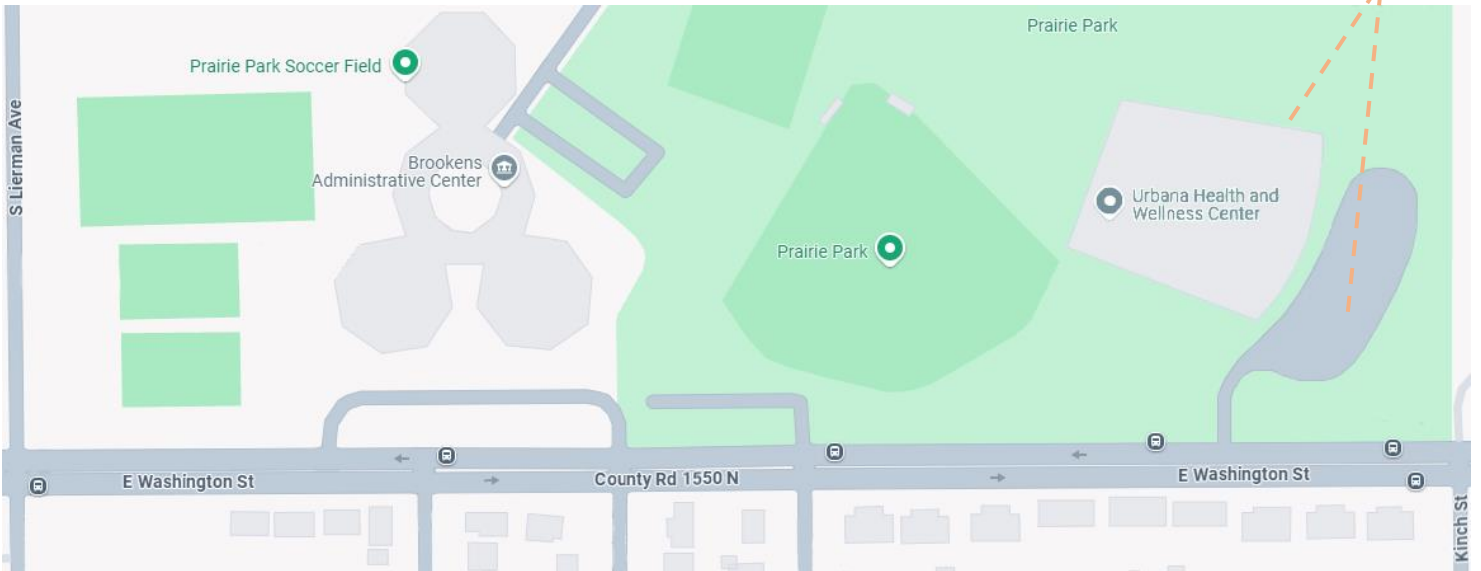 Prairie Park
Prairie Park Soccer Field
S Lierman Ave
Brookens
Administrative Center
Urbana Health and
Wellness Center
Prairie Park
E Washington St
County Rd 1550 N
E Washington St
Kinch St